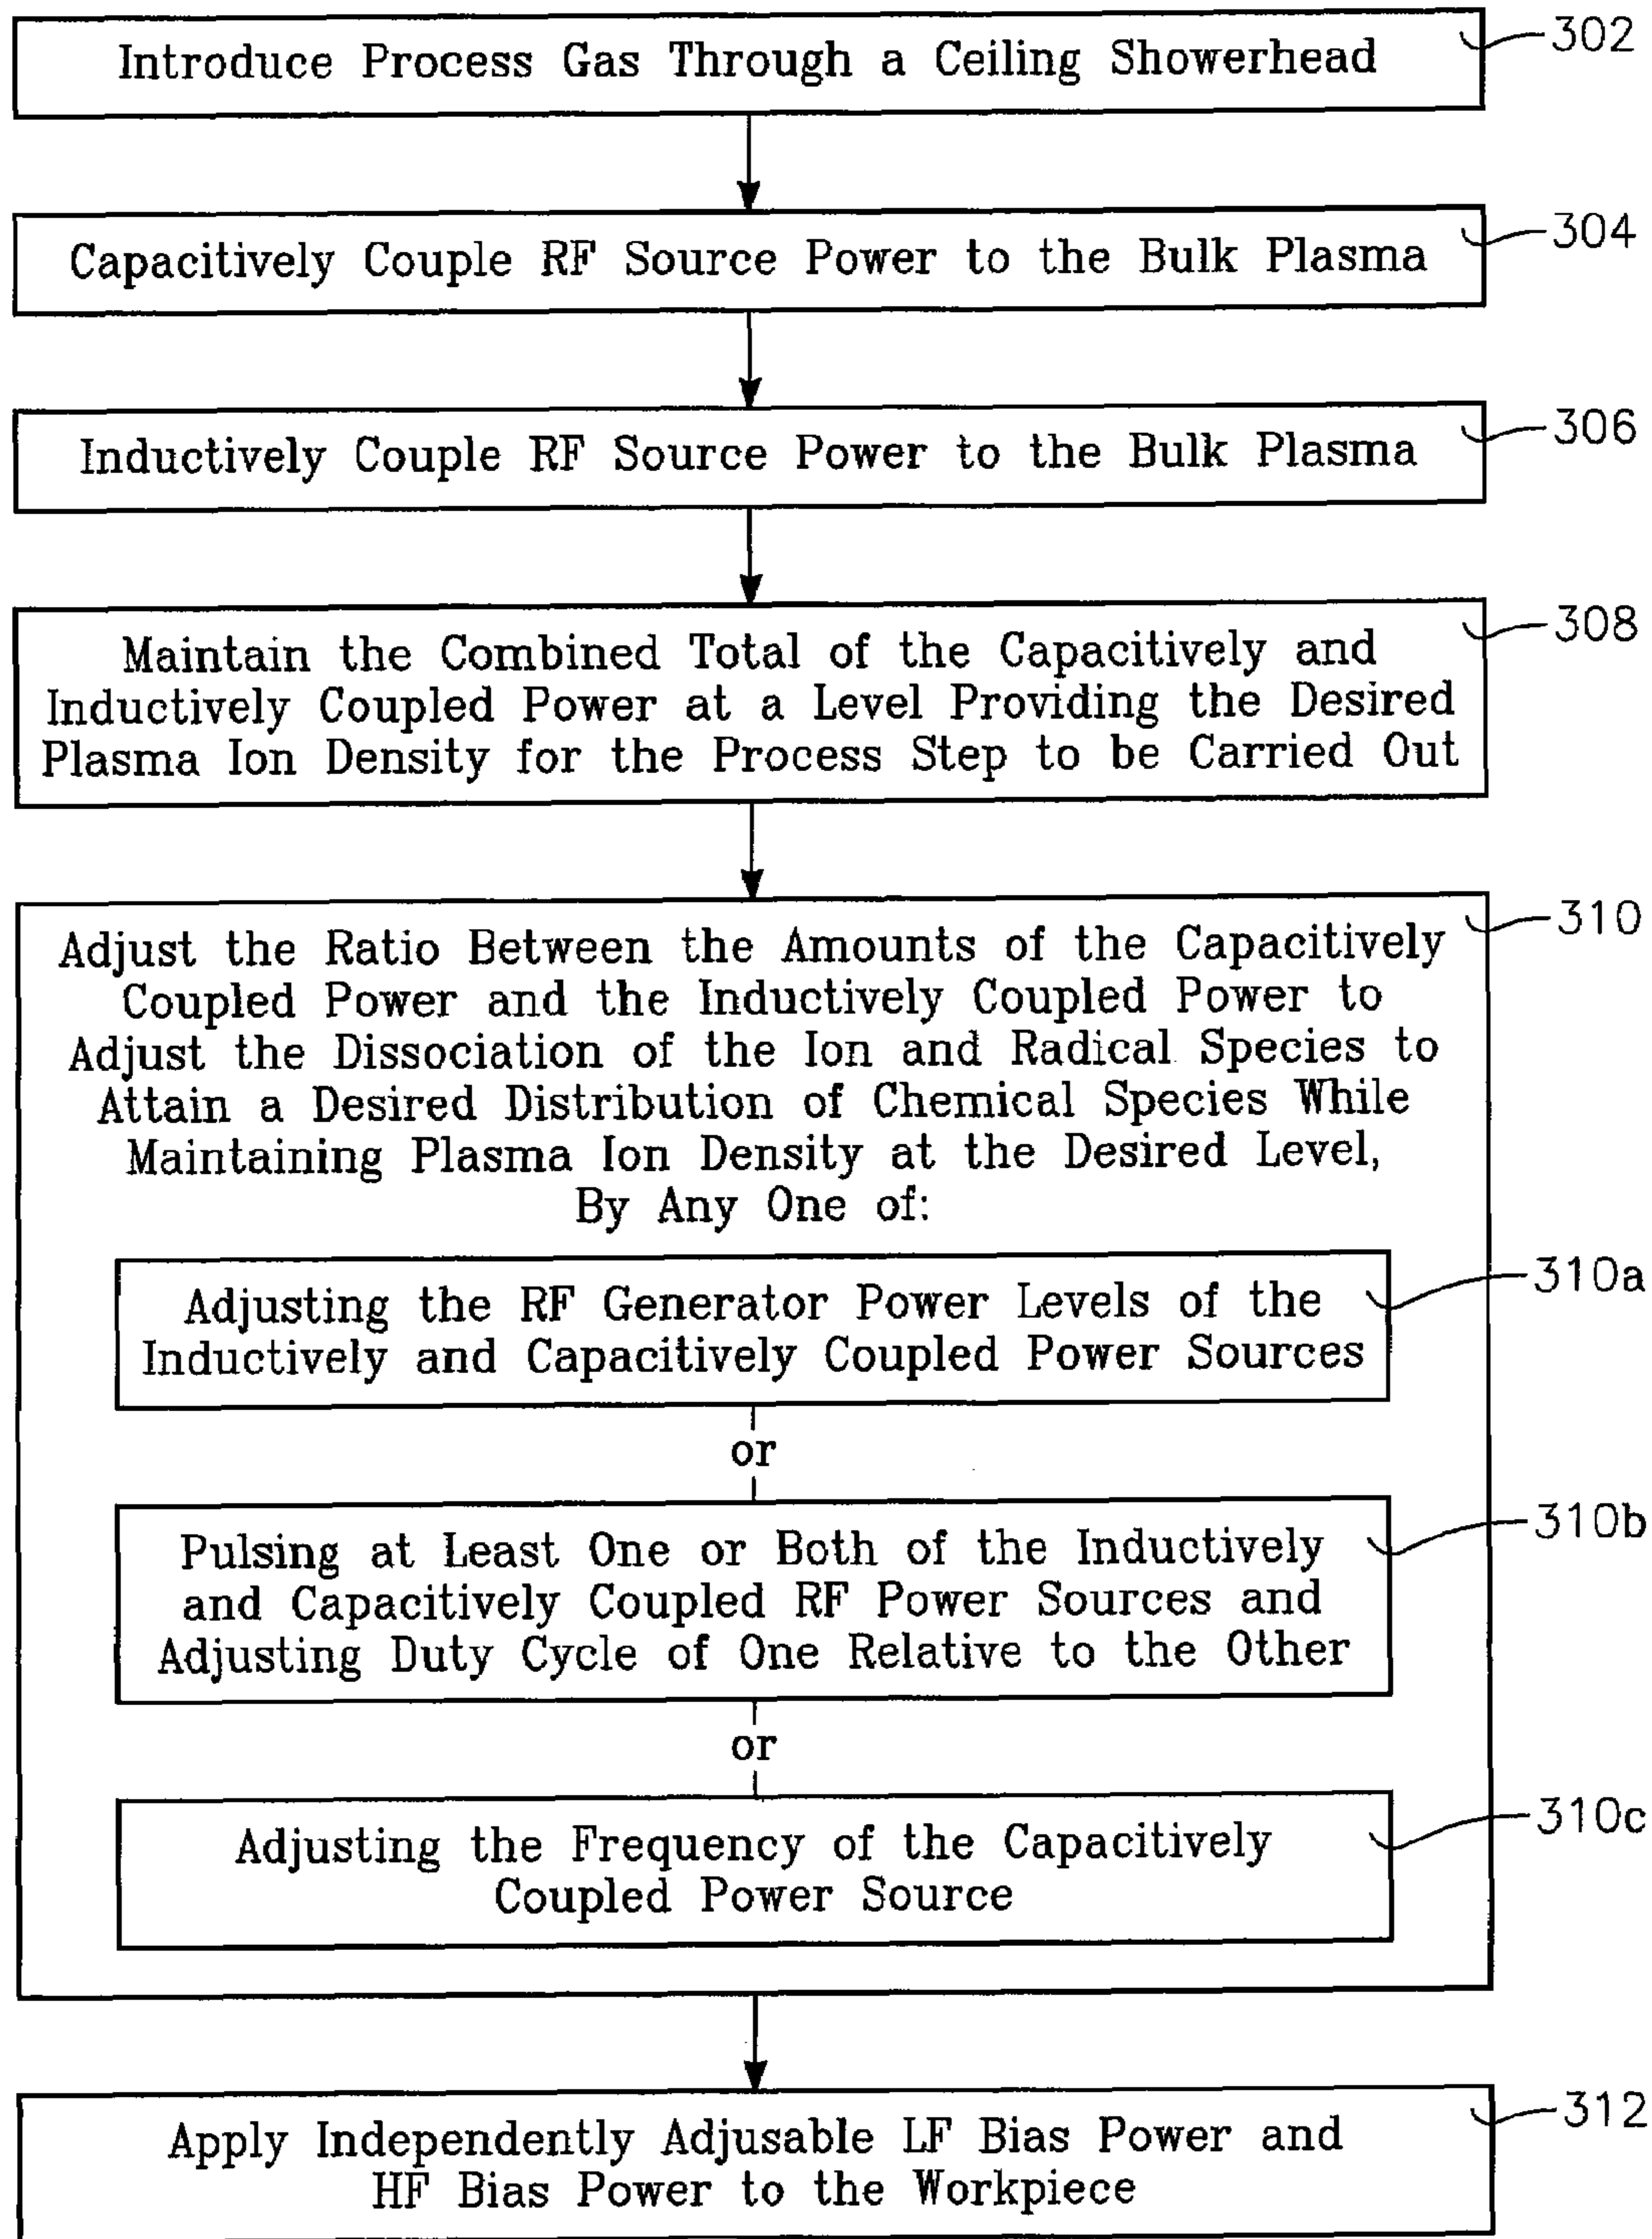 Introduce Process Gas Through a Ceiling Showerhead
302
Capacitively Couple RF Source Power to the Bulk Plasma
304
Inductively Couple RF Source Power to the Bulk Plasma
306
Maintain the Combined Total of the Capacitively and
Inductively Coupled Power at a Level Providing the Desired
Plasma Ion Density for the Process Step to be Carried Out
308
Adjust the Ratio Between the Amounts of the Capacitively
Coupled Power and the Inductively Coupled Power to
Adjust the Dissociation of the Ion and Radical Species to
Attain a Desired Distribution of Chemical Species While
Maintaining Plasma Ion Density at the Desired Level,
By Any One of:
310
Adjusting the RF Generator Power Levels of the
Inductively and Capacitively Coupled Power Sources
310a
or
Pulsing at Least One or Both of the Inductively
and Capacitively Coupled RF Power Sources and
Adjusting Duty Cycle of One Relative to the Other
310b
or
Adjusting the Frequency of the Capacitively
Coupled Power Source
310c
Apply Independently Adjusable LF Bias Power and
HF Bias Power to the Workpiece
312